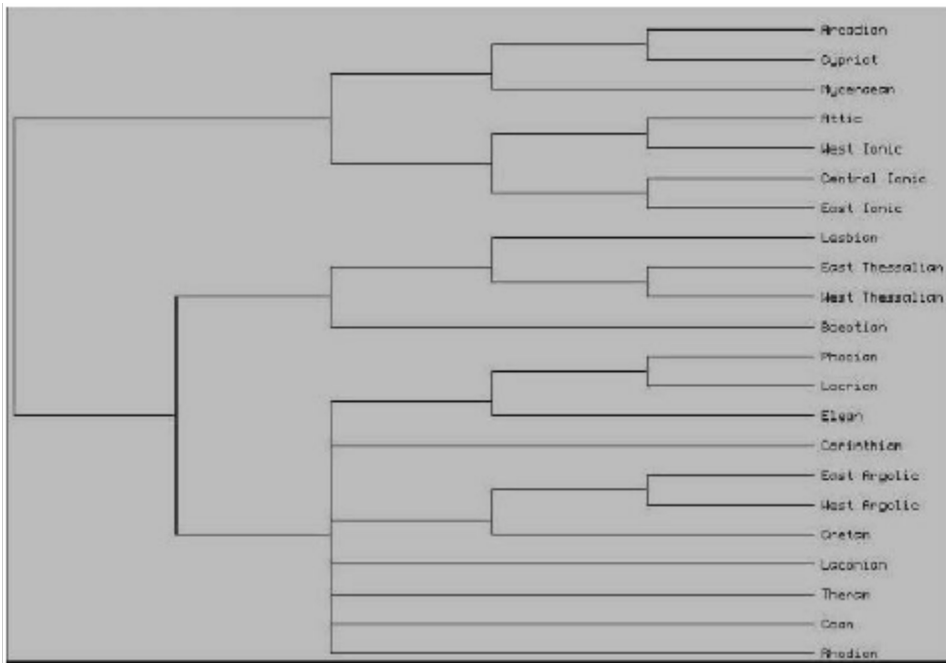 Arcadian
Cypriot
Mycenaean
Attic
West Ionic
Central Ionic
East Ionic
Lesbian
East Thessalian
West Thessalian
Boeotian
Phocian
Locrian
Elean
Corinthian
East Argolic
West Argolic
Cretan
Laconian
Theran
Coan
Rhodian